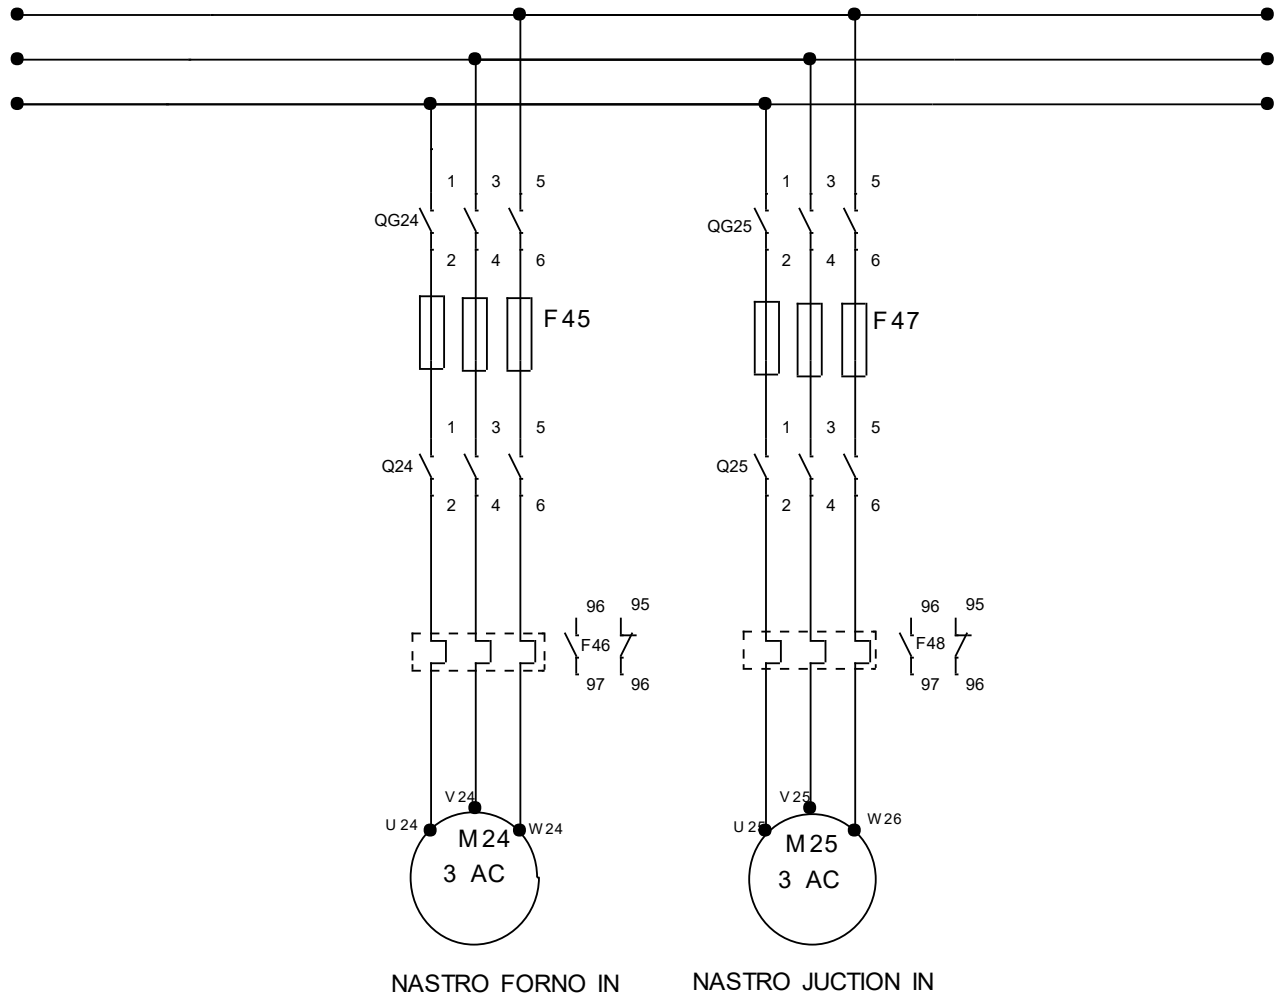 1 3 5 1 3 5
QG24 QG25
2 4 6 2 4 6
F45 F47
1 3 5 1 3 5
Q24 Q25
2 4 6 2 4 6
96 95 96 95
F46 F48
97 96 97 96
V24 V25
U24 W24 U25 W26
M24 M25
3 AC 3 AC
NASTRO FORNO IN NASTRO JUCTION IN